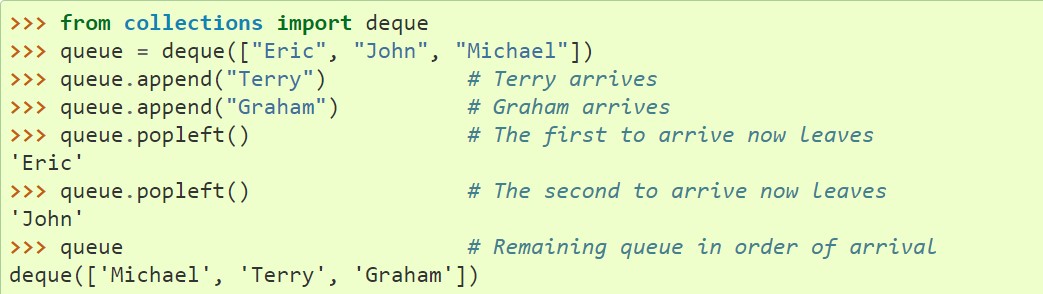 >>> from collections import deque
>>> queue = deque(["Eric", "John", "Michael"])
>>> queue.append("Terry")           # Terry arrives
>>> queue.append("Graham")          # Graham arrives
>>> queue.popleft()                 # The first to arrive now leaves
'Eric'
>>> queue.popleft()                 # The second to arrive now leaves
'John'
>>> queue                           # Remaining queue in order of arrival
deque(['Michael', 'Terry', 'Graham'])